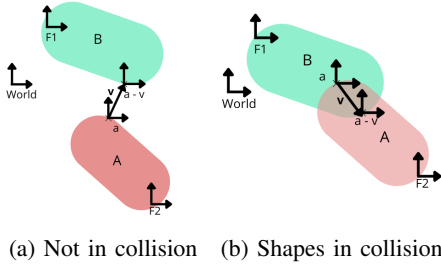 F1
B
World
v
a - v
a
A
F2
F1
B
a
World
v
a - v
A
F2
(a) Not in collision (b) Shapes in collision